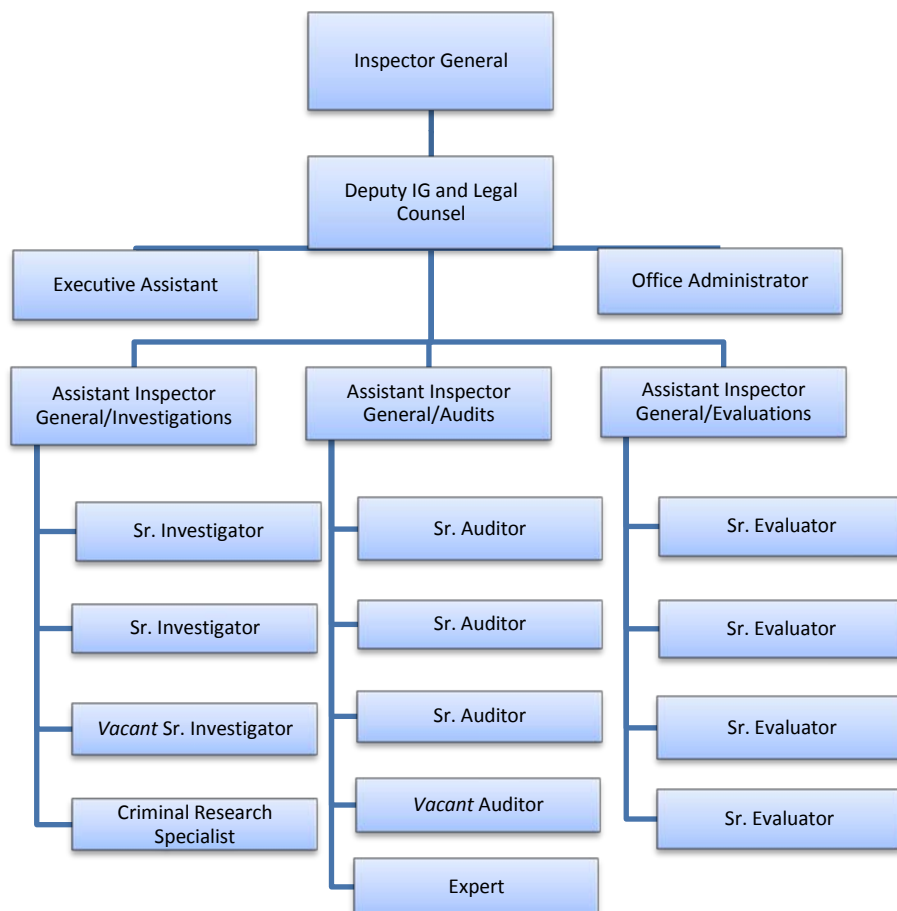 Inspector General
Deputy IG and Legal
Counsel
Executive Assistant
Office Administrator
Assistant Inspector
General/Investigations
Assistant Inspector
General/Audits
Assistant Inspector
General/Evaluations
Sr. Investigator
Sr. Investigator
Vacant Sr. Investigator
Criminal Research
Specialist
Sr. Auditor
Sr. Auditor
Sr. Auditor
Vacant Auditor
Expert
Sr. Evaluator
Sr. Evaluator
Sr. Evaluator
Sr. Evaluator